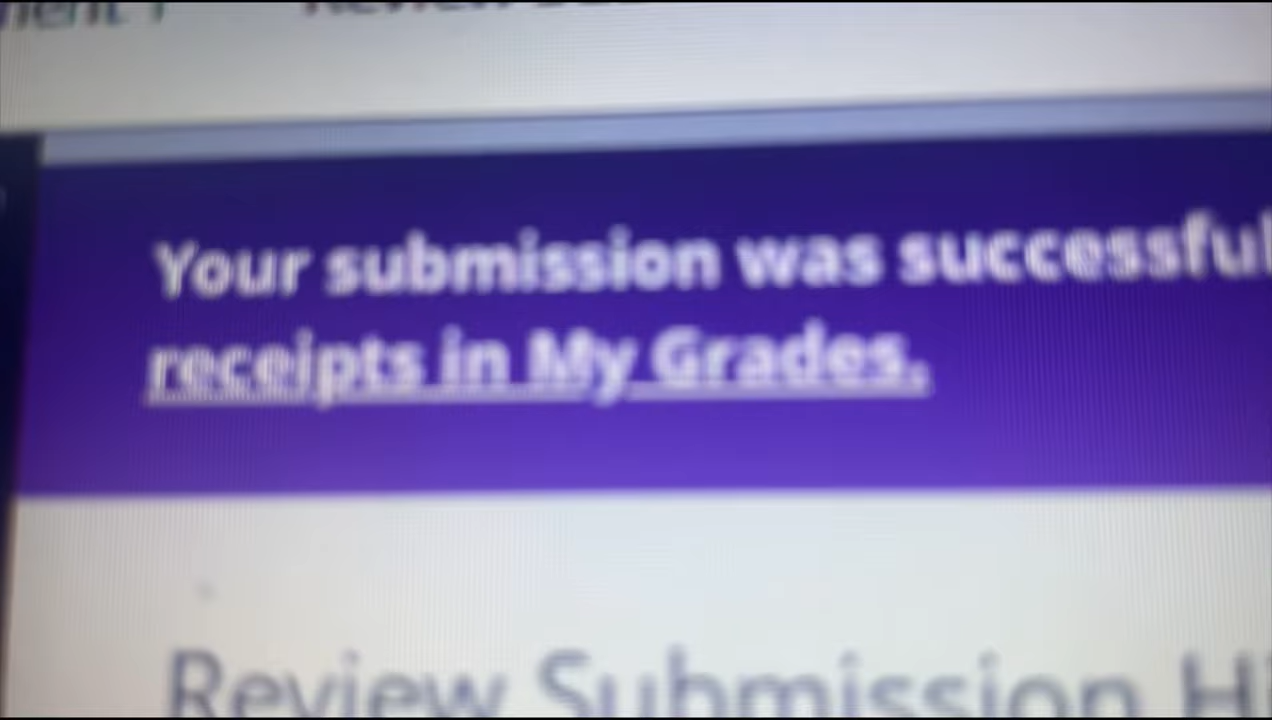 Your submission was successful
receipts in My Grades.
Review Submission